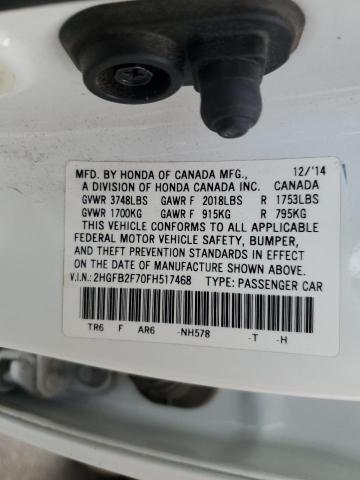 MFD. BY HONDA OF CANADA MFG., 12/'14
A DIVISION OF HONDA CANADA INC. CANADA
GVWR 3748LBS GAWR F 2018LBS R 1753LBS
GVWR 1700KG GAWR F 915KG R 795KG
THIS VEHICLE CONFORMS TO ALL APPLICABLE
FEDERAL MOTOR VEHICLE SAFETY, BUMPER,
AND THEFT PREVENTION STANDARDS IN EFFECT
ON THE DATE OF MANUFACTURE SHOWN ABOVE.
V.I.N.: 2HGFB2F70FH517468 TYPE: PASSENGER CAR
TR6 F AR6 -NH578 -T -H